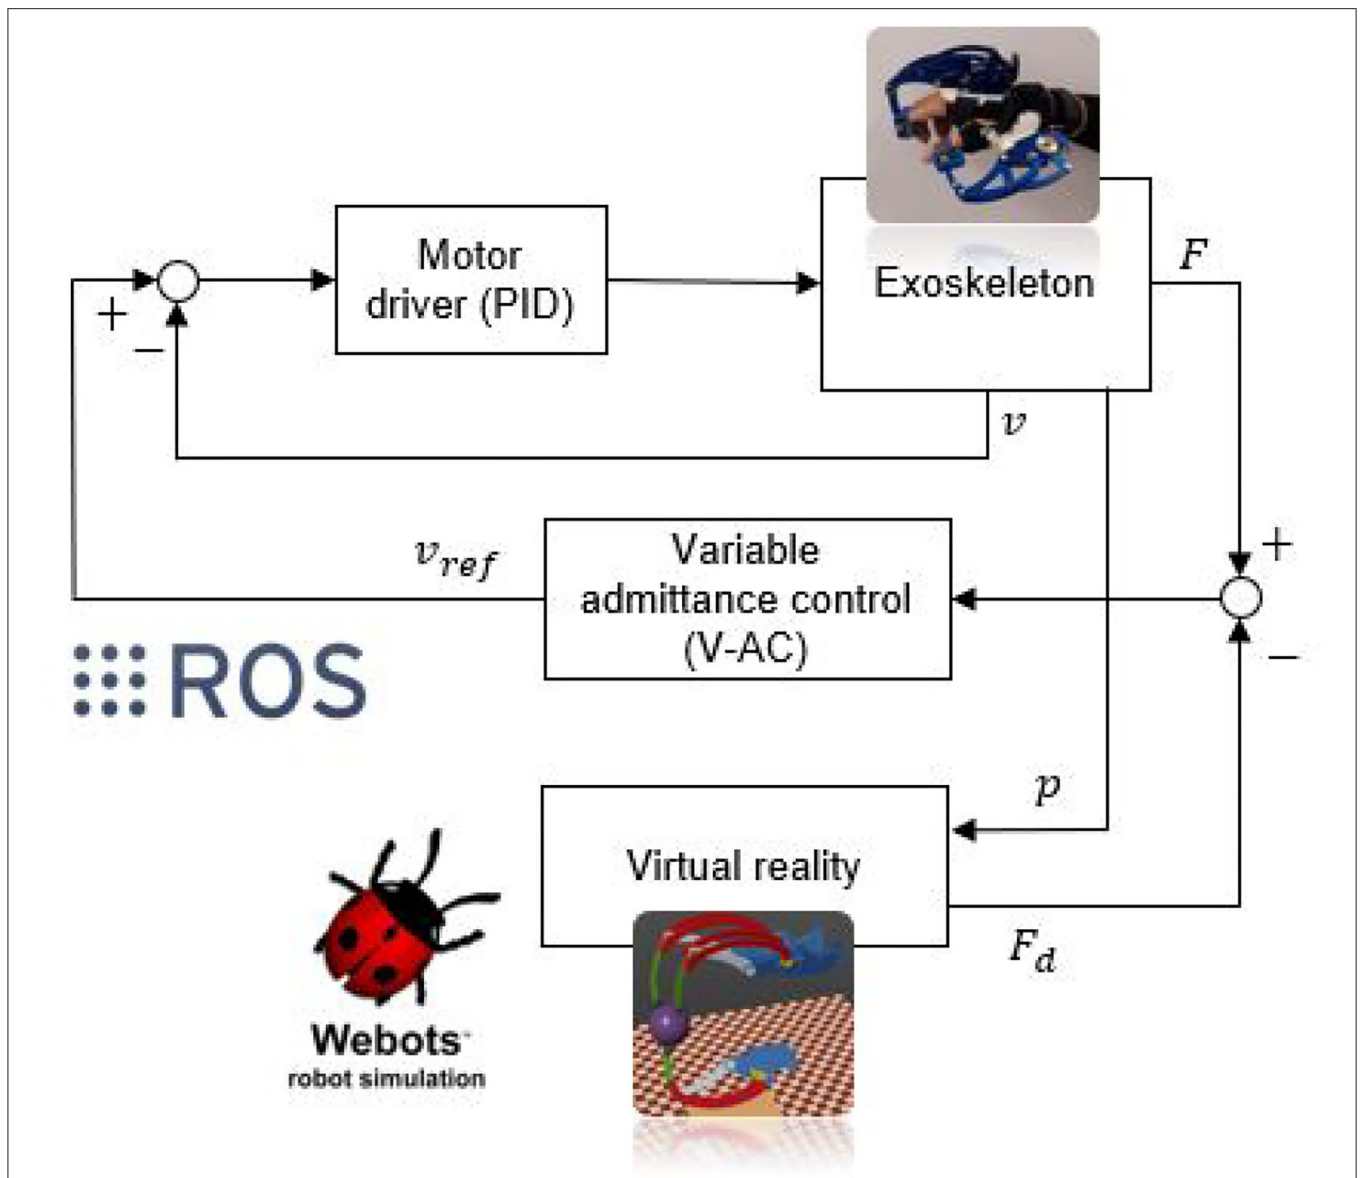 Motor
driver (PID)
Exoskeleton
F
+
−
v
v_ref
Variable
admittance control
(V-AC)
+
−
ROS
p
Virtual reality
F_d
Webots
robot simulation